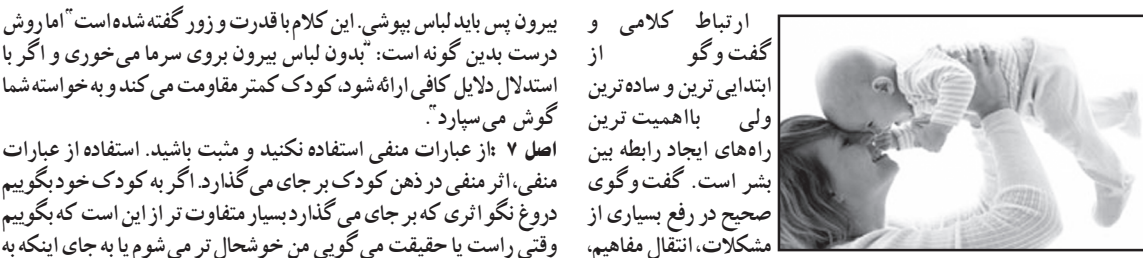 ارتباط کلامی و
گفت‌وگو از
ابتدایی‌ترین و ساده‌ترین
ولی بااهمیت‌ترین
راه‌های ایجاد رابطه بین
بشر است. گفت‌وگوی
صحیح در رفع بسیاری از
مشکلات، انتقال مفاهیم،
بیرون پس باید لباس بپوشی. این کلام با قدرت و زور گفته شده است" اما روش
درست بدین گونه است: "بدون لباس بیرون بروی سرما می‌خوری و اگر با
استدلال دلایل کافی ارائه شود، کودک کمتر مقاومت می‌کند و به خواسته شما
گوش می‌سپارد".
اصل ۷ :از عبارات منفی استفاده نکنید و مثبت باشید. استفاده از عبارات
منفی، اثر منفی در ذهن کودک بر جای می‌گذارد. اگر به کودک خود بگوییم
دروغ نگو اثری که بر جای می‌گذارد بسیار متفاوت‌تر از این است که بگوییم
وقتی راست یا حقیقت می‌گویی من خوشحال‌تر می‌شوم یا به جای اینکه به